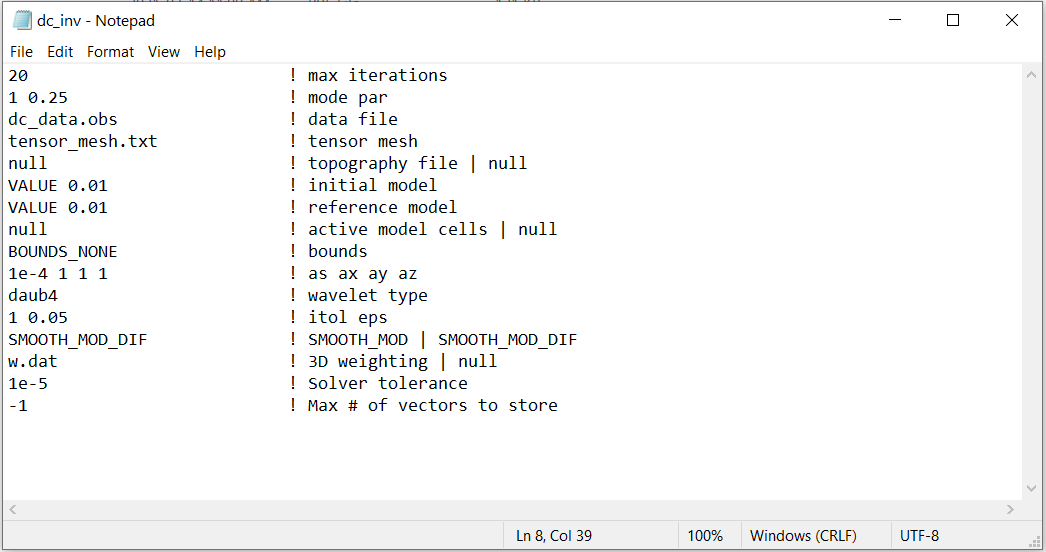 dc_inv - Notepad
File Edit Format View Help
20 ! max iterations
1 0.25 ! mode par
dc_data.obs ! data file
tensor_mesh.txt ! tensor mesh
null ! topography file | null
VALUE 0.01 ! initial model
VALUE 0.01 ! reference model
null ! active model cells | null
BOUNDS_NONE ! bounds
1e-4 1 1 1 ! as ax ay az
daub4 ! wavelet type
1 0.05 ! itol eps
SMOOTH_MOD_DIF ! SMOOTH_MOD | SMOOTH_MOD_DIF
w.dat ! 3D weighting | null
1e-5 ! Solver tolerance
-1 ! Max # of vectors to store
Ln 8, Col 39 100% Windows (CRLF) UTF-8